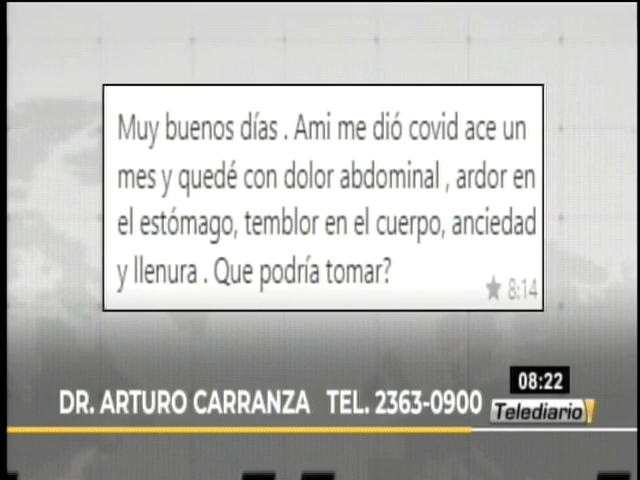 Muy buenos días . Ami me dió covid ace un
mes y quedé con dolor abdominal , ardor en
el estómago, temblor en el cuerpo, anciedad
y llenura . Que podría tomar?
★ 8:14
08:22
DR. ARTURO CARRANZA TEL. 2363-0900
Telediario